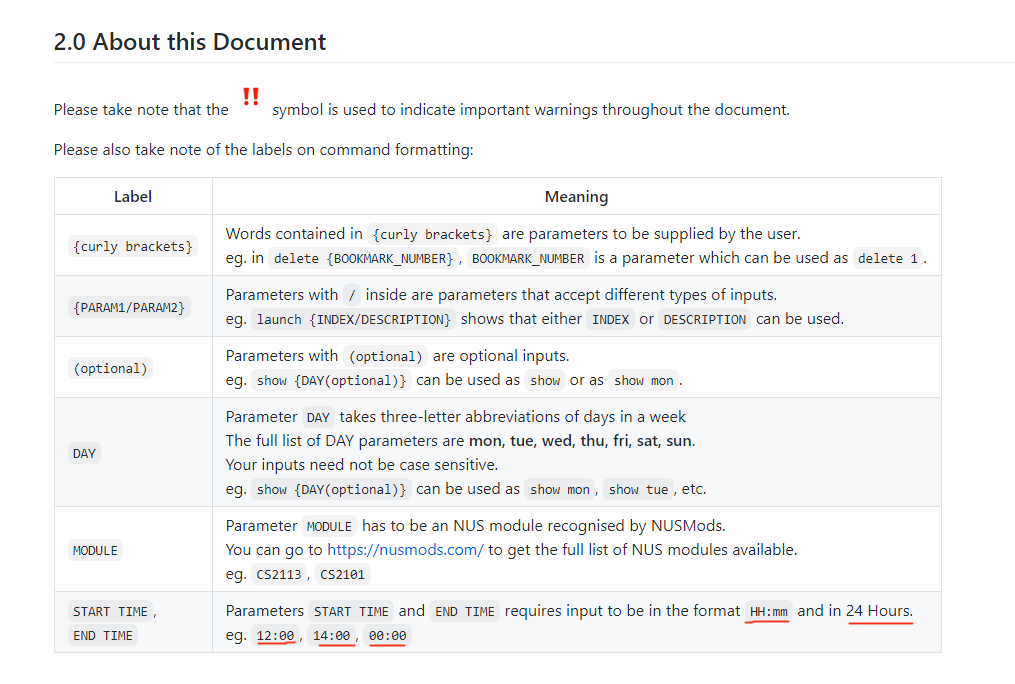 2.0 About this Document
Please take note that the ‼ symbol is used to indicate important warnings throughout the document.
Please also take note of the labels on command formatting:
Label Meaning
{curly brackets}
Words contained in {curly brackets} are parameters to be supplied by the user.
eg. in delete {BOOKMARK_NUMBER} , BOOKMARK_NUMBER is a parameter which can be used as delete 1 .
{PARAM1/PARAM2}
Parameters with / inside are parameters that accept different types of inputs.
eg. launch {INDEX/DESCRIPTION} shows that either INDEX or DESCRIPTION can be used.
(optional)
Parameters with (optional) are optional inputs.
eg. show {DAY(optional)} can be used as show or as show mon .
DAY
Parameter DAY takes three-letter abbreviations of days in a week
The full list of DAY parameters are mon, tue, wed, thu, fri, sat, sun.
Your inputs need not be case sensitive.
eg. show {DAY(optional)} can be used as show mon , show tue , etc.
MODULE
Parameter MODULE has to be an NUS module recognised by NUSMods.
You can go to https://nusmods.com/ to get the full list of NUS modules available.
eg. CS2113 , CS2101
START TIME ,
END TIME
Parameters START TIME and END TIME requires input to be in the format HH:mm and in 24 Hours.
eg. 12:00 , 14:00 , 00:00